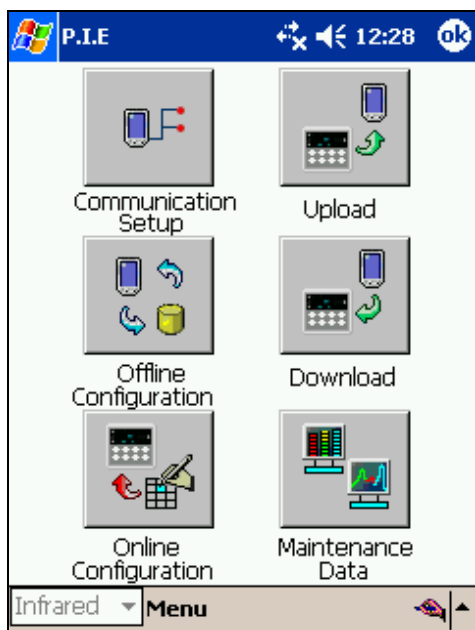 P.I.E 12:28 ok
Communication
Setup
Upload
Offline
Configuration
Download
Online
Configuration
Maintenance
Data
Infrared Menu